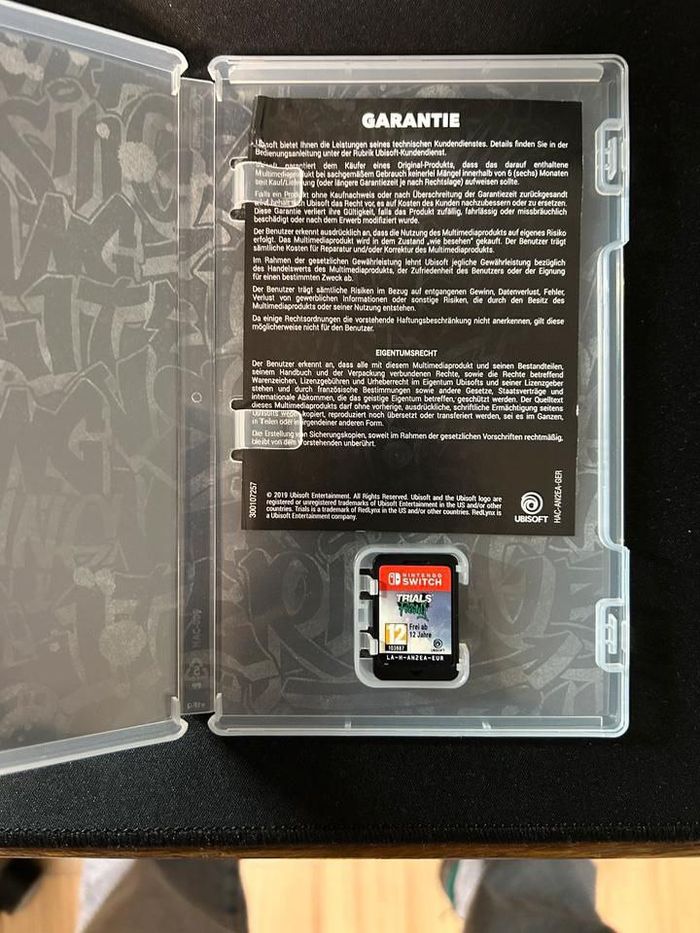 GARANTIE
Ubisoft bietet Ihnen die Leistungen seines technischen Kundendienstes. Details finden Sie in der
Bedienungsanleitung unter der Rubrik Ubisoft-Kundendienst.
garantiert dem Käufer eines Original-Produkts, dass das darauf enthaltene
Multimediaprodukt bei sachgemäßem Gebrauch keinerlei Mängel innerhalb von 6 (sechs) Monaten
seit Kauf/Lieferung (oder längere Garantiezeit je nach Rechtslage) aufweisen sollte.
Falls ein Produkt ohne Kaufnachweis oder nach Überschreitung der Garantiezeit zurückgesandt
wird, behält sich Ubisoft das Recht vor, es auf Kosten des Kunden nachzubessern oder zu ersetzen.
Diese Garantie verliert ihre Gültigkeit, falls das Produkt zufällig, fahrlässig oder missbräuchlich
beschädigt oder nach dem Erwerb modifiziert wurde.
Der Benutzer erkennt ausdrücklich an, dass die Nutzung des Multimediaprodukts auf eigenes Risiko
erfolgt. Das Multimediaprodukt wird in dem Zustand „wie besehen" gekauft. Der Benutzer trägt
sämtliche Kosten für Reparatur und/oder Korrektur des Multimediaprodukts.
Im Rahmen der gesetzlichen Gewährleistung lehnt Ubisoft jegliche Gewährleistung bezüglich
des Handelswerts des Multimediaprodukts, der Zufriedenheit des Benutzers oder der Eignung
für einen bestimmten Zweck ab.
Der Benutzer trägt sämtliche Risiken im Bezug auf entgangenen Gewinn, Datenverlust, Fehler,
Verlust von gewerblichen Informationen oder sonstige Risiken, die durch den Besitz des
Multimediaprodukts oder seiner Nutzung entstehen.
Da einige Rechtsordnungen die vorstehende Haftungsbeschränkung nicht anerkennen, gilt diese
möglicherweise nicht für den Benutzer.
EIGENTUMSRECHT
Der Benutzer erkennt an, dass alle mit diesem Multimediaprodukt und seinen Bestandteilen,
seinem Handbuch und der Verpackung verbundenen Rechte, sowie die Rechte betreffend
Warenzeichen, Lizenzgebühren und Urheberrecht im Eigentum Ubisofts und seiner Lizenzgeber
stehen und durch französische Bestimmungen sowie andere Gesetze, Staatsverträge und
internationale Abkommen, die das geistige Eigentum betreffen, geschützt werden. Der Quelltext
dieses Multimediaprodukts darf ohne vorherige, ausdrückliche, schriftliche Ermächtigung seitens
Ubisofts weder kopiert, reproduziert noch übersetzt oder transferiert werden, sei es im Ganzen,
in Teilen oder in irgendeiner anderen Form.
Die Erstellung von Sicherungskopien, soweit im Rahmen der gesetzlichen Vorschriften rechtmäßig,
bleibt von dem Vorstehenden unberührt.
300107257
© 2019 Ubisoft Entertainment. All Rights Reserved. Ubisoft and the Ubisoft logo are
registered or unregistered trademarks of Ubisoft Entertainment in the US and/or other
countries. Trials is a trademark of RedLynx in the US and/or other countries. RedLynx is
a Ubisoft Entertainment company.
UBISOFT
HAC-AN2EA-GER
NINTENDO
SWITCH
TRIALS
RISING
12
Frei ab
12 Jahre
103687
UBISOFT
LA-H-AN2EA-EUR